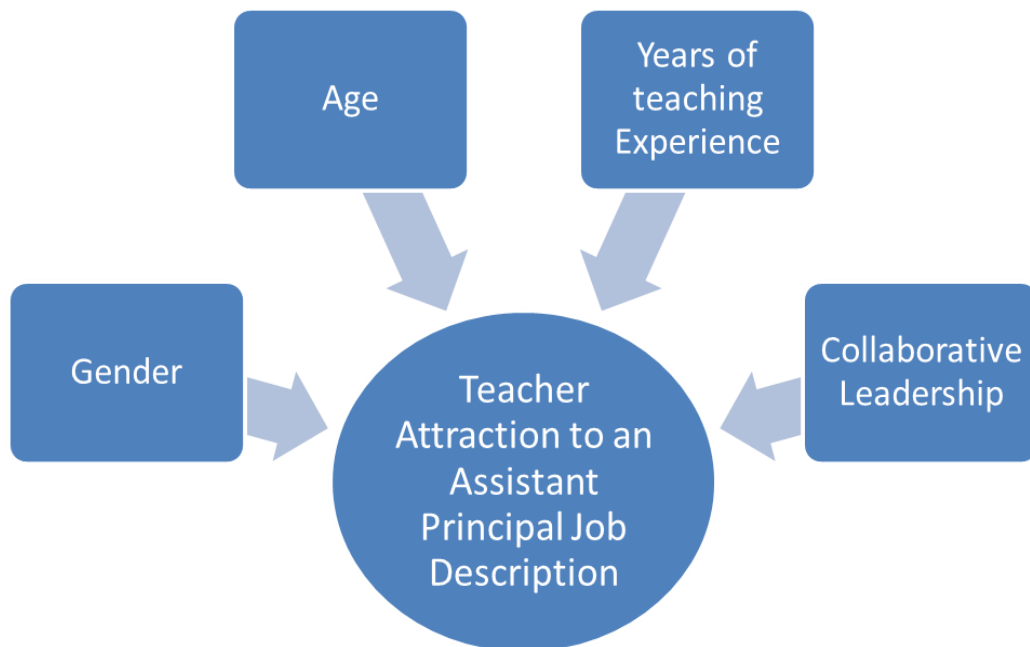 Age
Years of
teaching
Experience
Gender
Collaborative
Leadership
Teacher
Attraction to an
Assistant
Principal Job
Description